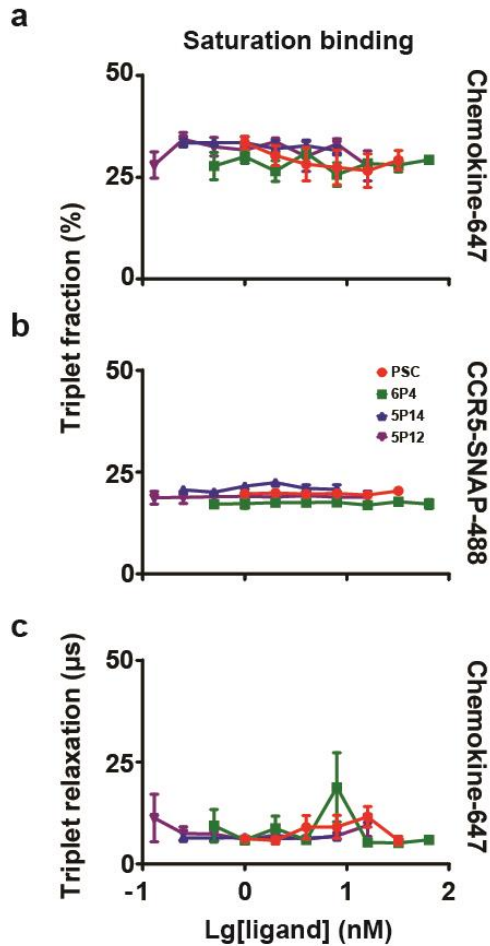 a
Saturation binding
50
25
0
Triplet fraction (%)
Chemokine-647
b
50
25
0
PSC
6P4
5P14
5P12
CCR5-SNAP-488
c
50
25
0
Triplet relaxation (µs)
Chemokine-647
-1 0 1 2
Lg[ligand] (nM)